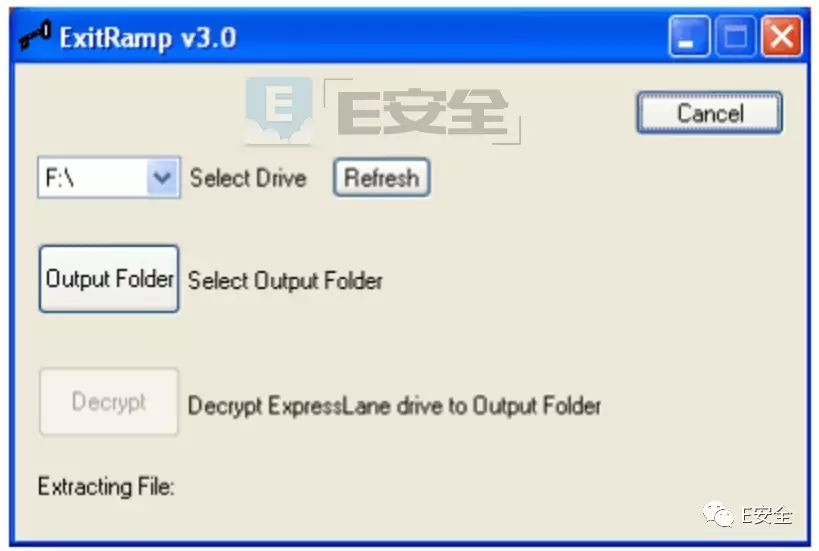 ExitRamp v3.0
E E安全
Cancel
F:\ Select Drive Refresh
Output Folder Select Output Folder
Decrypt Decrypt ExpressLane drive to Output Folder
Extracting File:
E安全